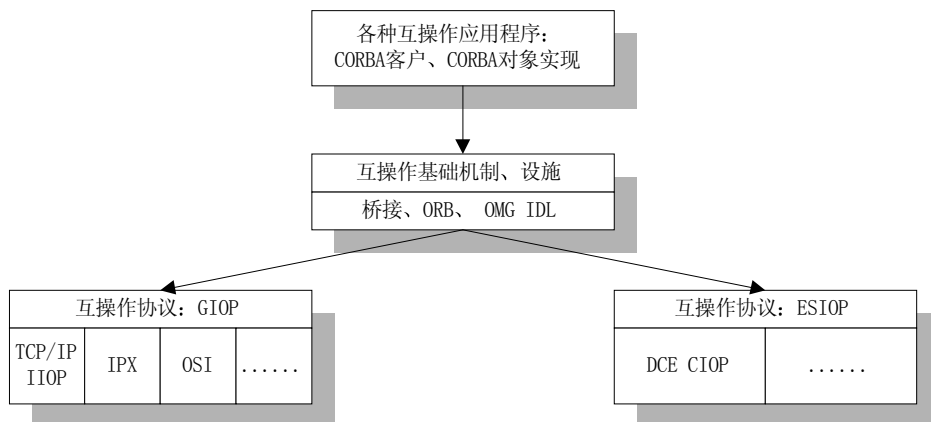 各种互操作应用程序：
CORBA客户、CORBA对象实现
互操作基础机制、设施
桥接、ORB、 OMG IDL
互操作协议：GIOP
TCP/IP
IIOP
IPX
OSI
......
互操作协议：ESIOP
DCE CIOP
......